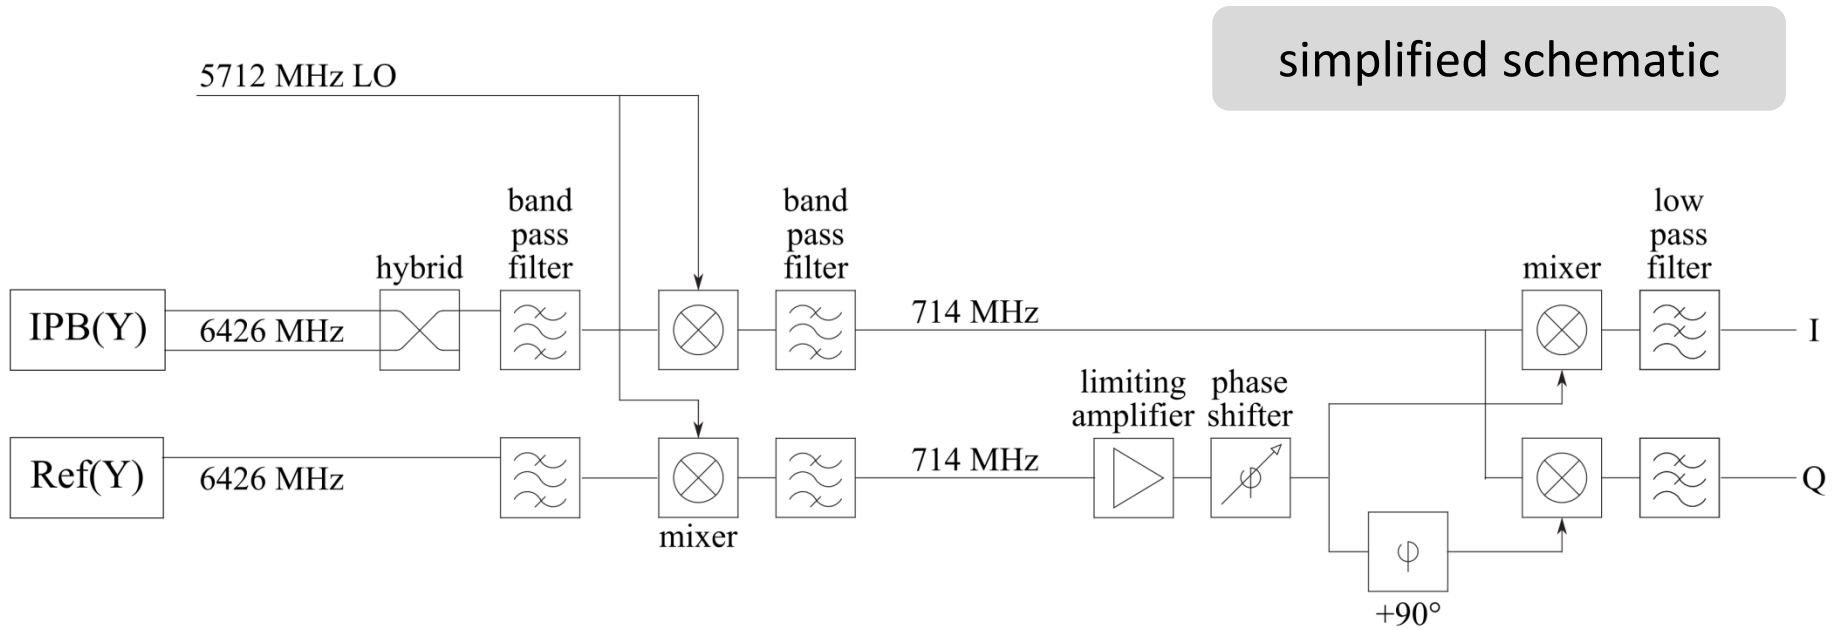 simplified schematic
5712 MHz LO
band
pass
filter
band
pass
filter
low
pass
filter
hybrid
mixer
IPB(Y)
6426 MHz
714 MHz
I
limiting
amplifier
phase
shifter
Ref(Y)
6426 MHz
714 MHz
φ
Q
mixer
φ
+90°